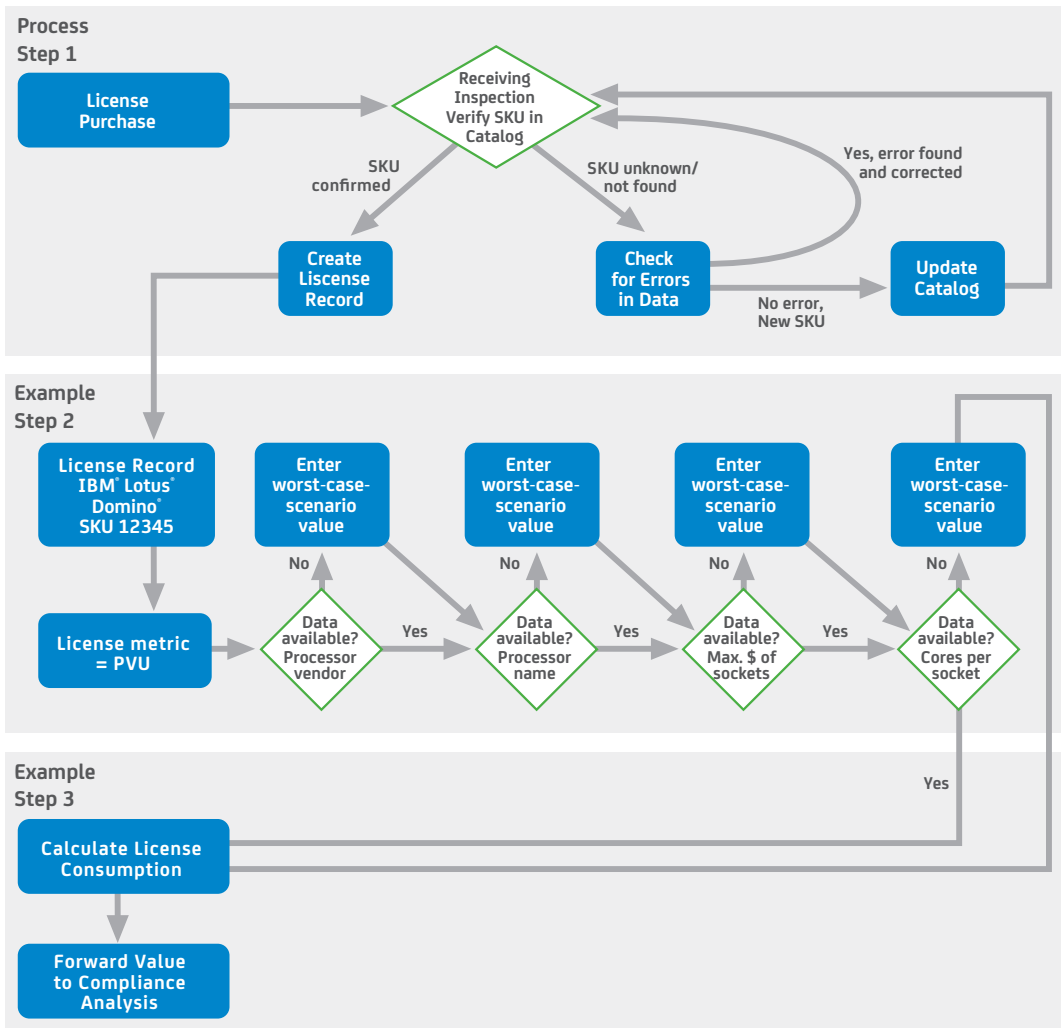 Process
Step 1
License
Purchase
Receiving
Inspection
Verify SKU in
Catalog
SKU
confirmed
SKU unknown/
not found
Yes, error found
and corrected
Create
Liscense
Record
Check
for Errors
in Data
No error,
New SKU
Update
Catalog
Example
Step 2
License Record
IBM® Lotus®
Domino®
SKU 12345
Enter
worst-case-
scenario
value
Enter
worst-case-
scenario
value
Enter
worst-case-
scenario
value
Enter
worst-case-
scenario
value
No
No
No
No
License metric
= PVU
Data
available?
Processor
vendor
Yes
Data
available?
Processor
name
Yes
Data
available?
Max. $ of
sockets
Yes
Data
available?
Cores per
socket
Example
Step 3
Yes
Calculate License
Consumption
Forward Value
to Compliance
Analysis